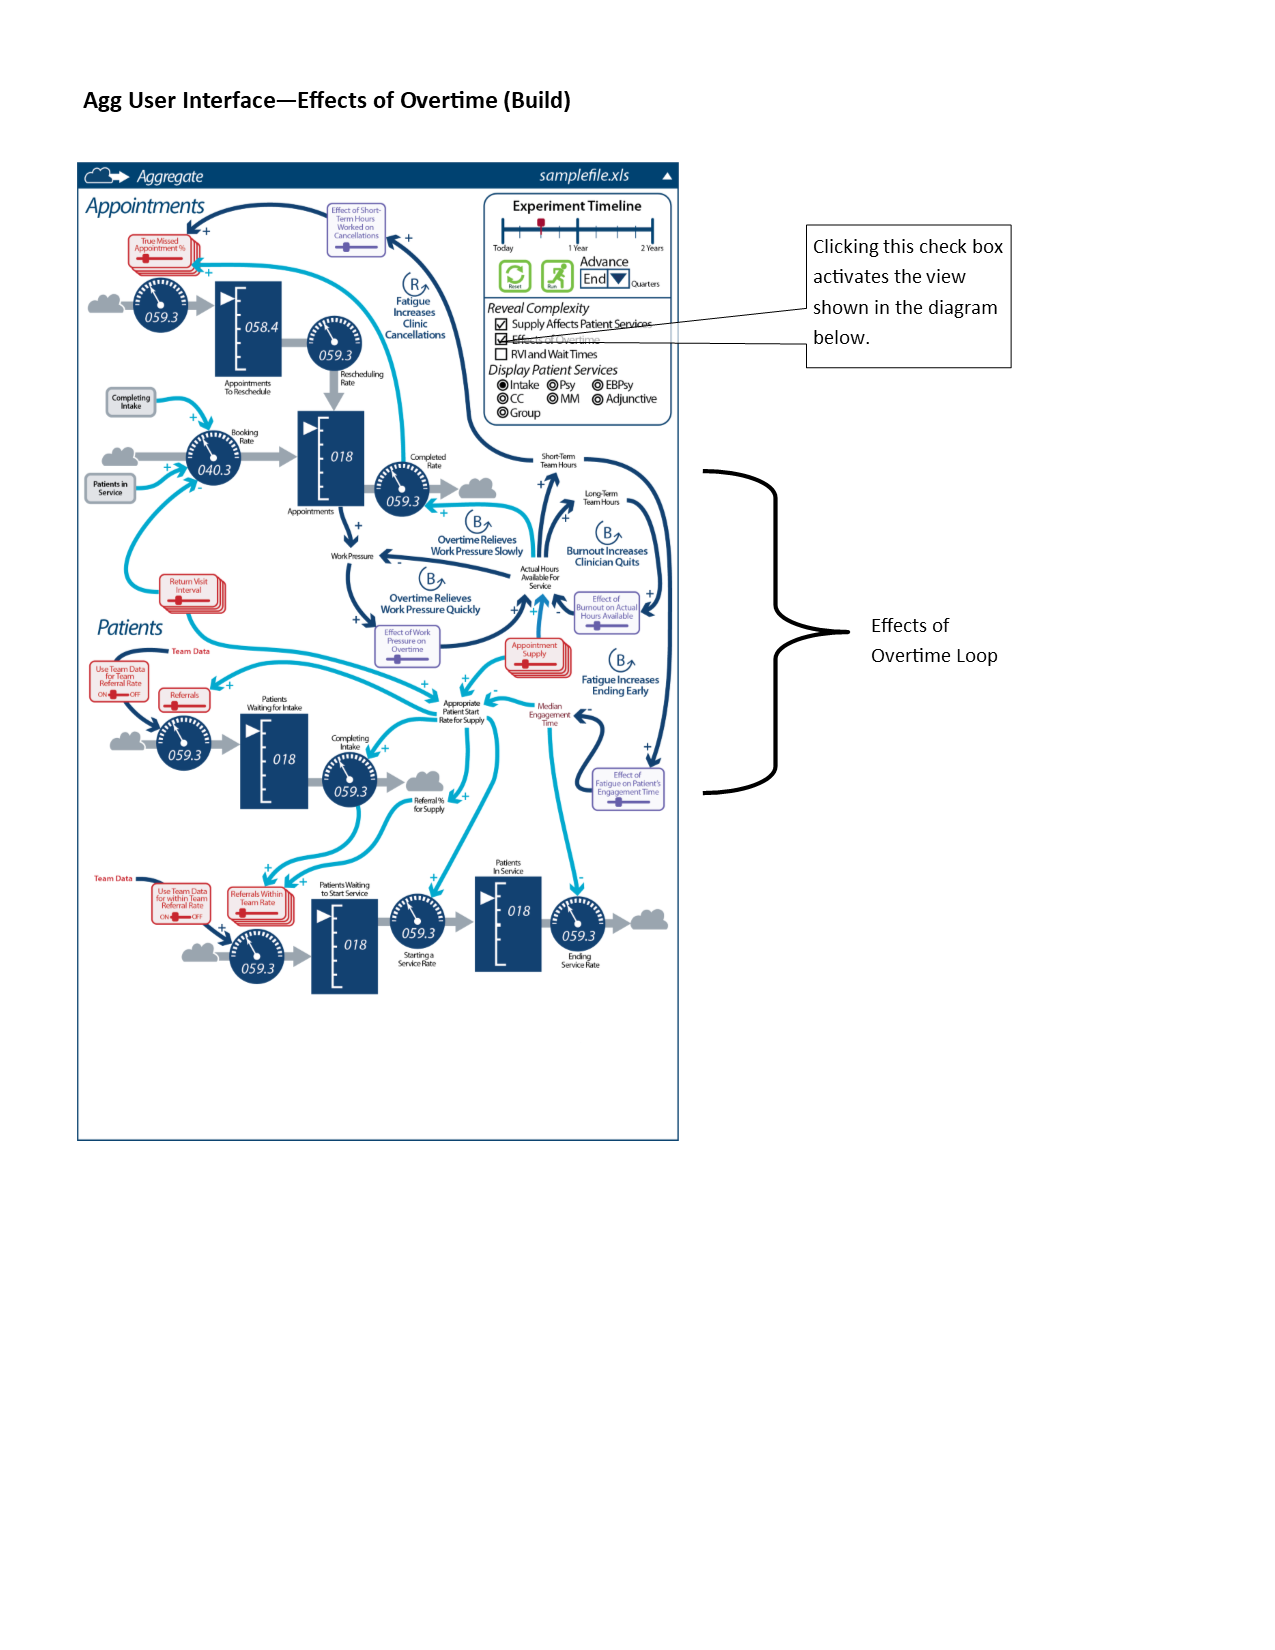 Agg User Interface—Effects of Overtime (Build)
Aggregate
samplefile.xls
Appointments
Effect of Short-
Term Hours
Worked on
Cancellations
+
True Missed
Appointment %
+
+
R
Fatigue
Increases
Clinic
Cancellations
Experiment Timeline
Today
1 Year
2 Years
Reset
Run
Advance
End
Quarters
Reveal Complexity
Supply Affects Patient Services
Effects of Overtime
RVI and Wait Times
Display Patient Services
Intake Psy EBPsy
CC MM Adjunctive
Group
Clicking this check box
activates the view
shown in the diagram
below.
059.3
058.4
Appointments
To Reschedule
059.3
Rescheduling
Rate
Completing
Intake
+
Booking
Rate
040.3
+
-
Patients in
Service
018
Appointments
Completed
Rate
059.3
+
Short-Term
Team Hours
+
Long-Term
Team Hours
+
B
Overtime Relieves
Work Pressure Slowly
B
Burnout Increases
Clinician Quits
+
Work Pressure
-
Actual Hours
Available For
Service
B
Overtime Relieves
Work Pressure Quickly
+
+
+
-
Effect of
Burnout on Actual
Hours Available
+
Return Visit
Interval
Effect of Work
Pressure on
Overtime
Appointment
Supply
B
Fatigue Increases
Ending Early
Effects of
Overtime Loop
Patients
Team Data
Use Team Data
for Team
Referral Rate
ON OFF
Referrals
+
059.3
Patients
Waiting for Intake
018
Completing
Intake
+
059.3
+
+
-
Appropriate
Patient Start
Rate for Supply
Median
Engagement
Time
-
+
Effect of
Fatigue on Patient's
Engagement Time
Referral %
for Supply
+
Team Data
Use Team Data
for within Team
Referral Rate
ON OFF
+
+
+
Referrals Within
Team Rate
059.3
Patients Waiting
to Start Service
018
+
059.3
Starting a
Service Rate
Patients
In Service
018
-
059.3
Ending
Service Rate